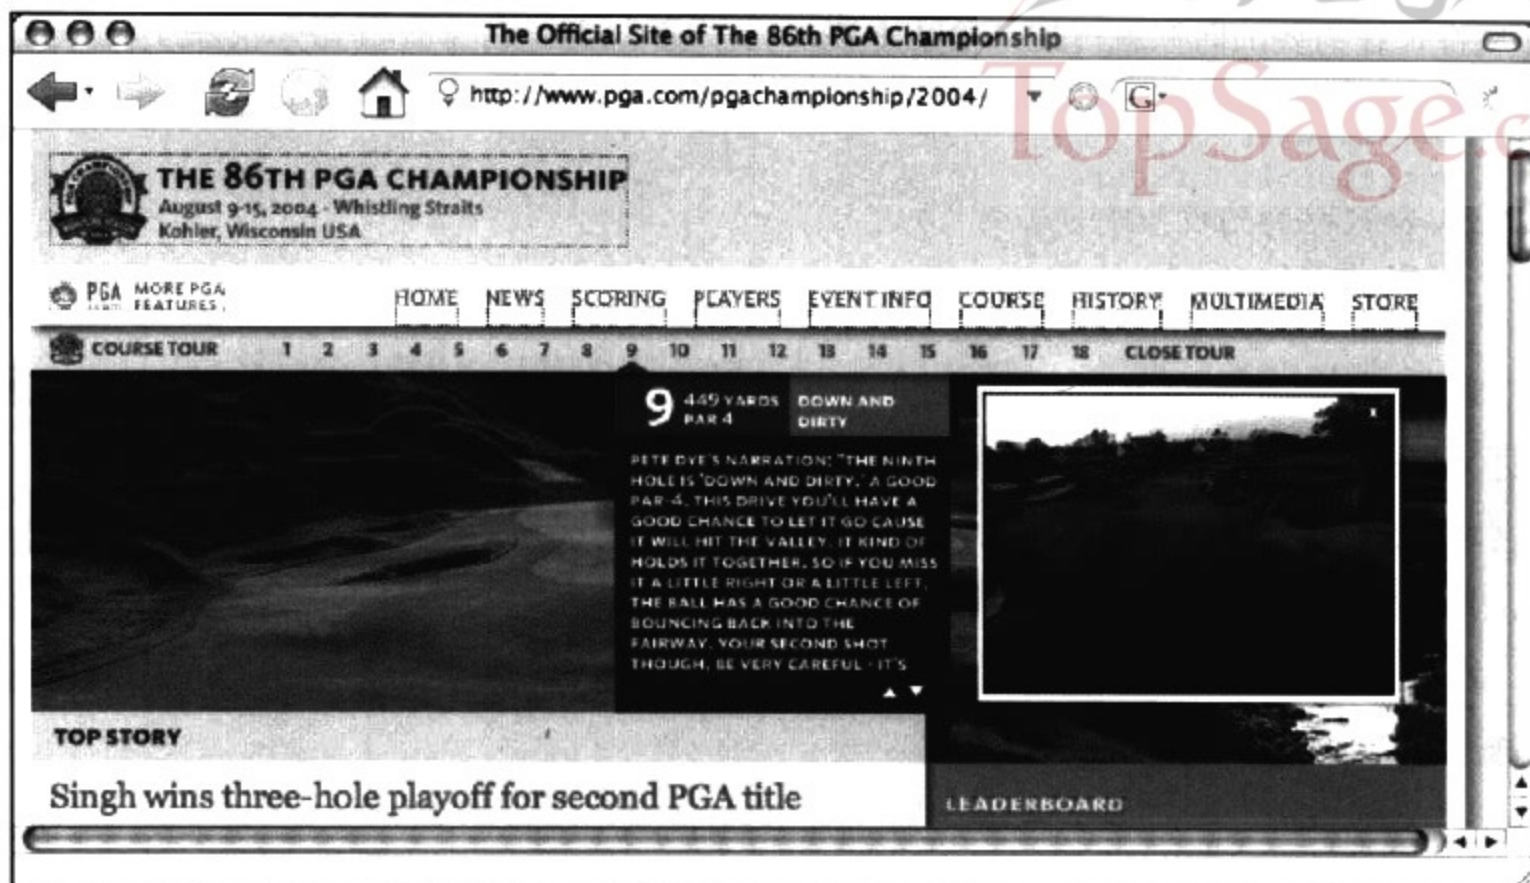 The Official Site of The 86th PGA Championship
http://www.pga.com/pgachampionship/2004/
G
TopSage.c
THE 86TH PGA CHAMPIONSHIP
August 9-15, 2004 - Whistling Straits
Kohler, Wisconsin USA
PGA MORE PGA
FEATURES
HOME NEWS SCORING PLAYERS EVENT INFO COURSE HISTORY MULTIMEDIA STORE
COURSE TOUR 1 2 3 4 5 6 7 8 9 10 11 12 13 14 15 16 17 18 CLOSE TOUR
9 449 YARDS
PAR 4
DOWN AND
DIRTY
x
PETE DYE'S NARRATION: "THE NINTH
HOLE IS 'DOWN AND DIRTY.' A GOOD
PAR-4, THIS DRIVE YOU'LL HAVE A
GOOD CHANCE TO LET IT GO CAUSE
IT WILL HIT THE VALLEY. IT KIND OF
HOLDS IT TOGETHER. SO IF YOU MISS
IT A LITTLE RIGHT OR A LITTLE LEFT,
THE BALL HAS A GOOD CHANCE OF
BOUNCING BACK INTO THE
FAIRWAY. YOUR SECOND SHOT
THOUGH, BE VERY CAREFUL - IT'S
TOP STORY
Singh wins three-hole playoff for second PGA title
LEADERBOARD